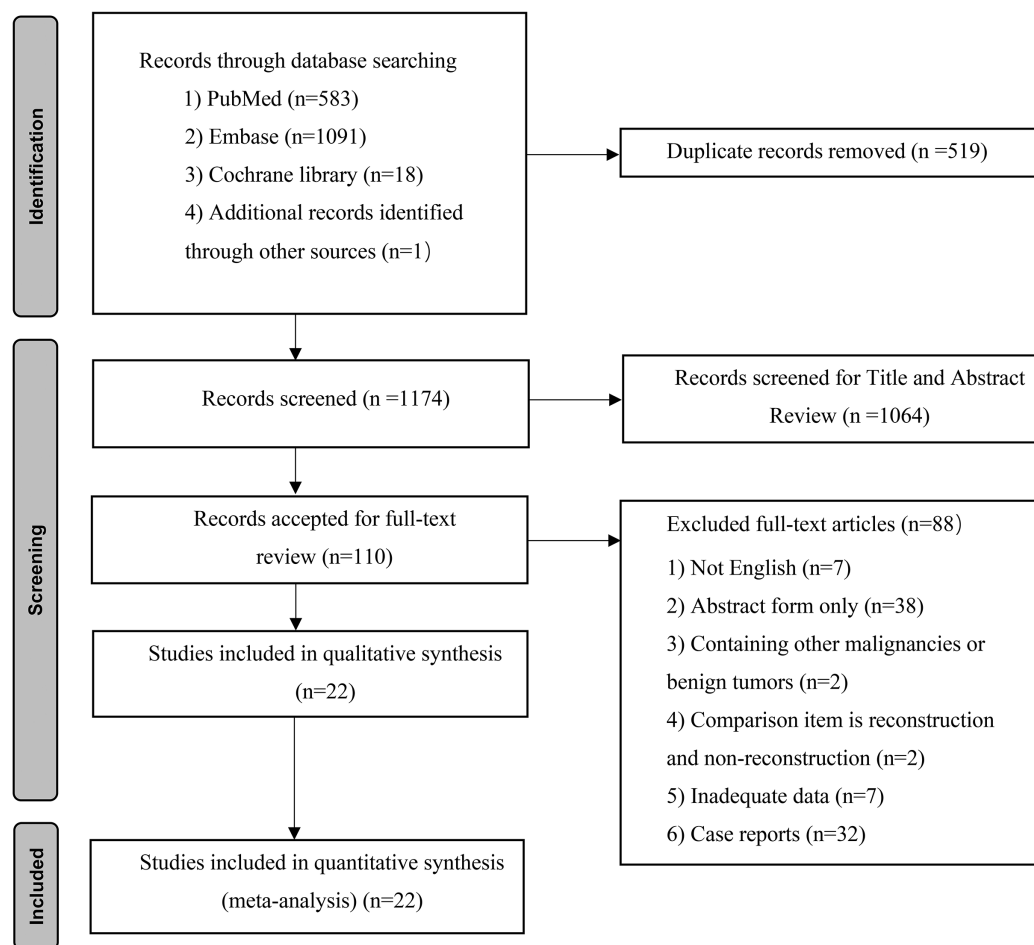 Identification
Records through database searching
1) PubMed (n=583)
2) Embase (n=1091)
3) Cochrane library (n=18)
4) Additional records identified
through other sources (n=1)
Duplicate records removed (n =519)
Screening
Records screened (n =1174)
Records screened for Title and Abstract
Review (n =1064)
Records accepted for full-text
review (n=110)
Excluded full-text articles (n=88)
1) Not English (n=7)
2) Abstract form only (n=38)
3) Containing other malignancies or
benign tumors (n=2)
4) Comparison item is reconstruction
and non-reconstruction (n=2)
5) Inadequate data (n=7)
6) Case reports (n=32)
Studies included in qualitative synthesis
(n=22)
Included
Studies included in quantitative synthesis
(meta-analysis) (n=22)